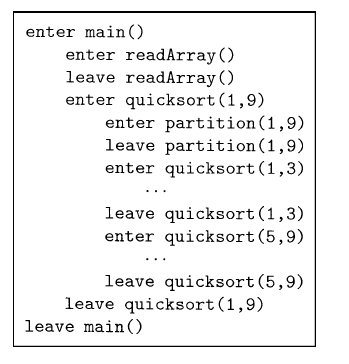 enter main()
enter readArray()
leave readArray()
enter quicksort(1,9)
enter partition(1,9)
leave partition(1,9)
enter quicksort(1,3)
...
leave quicksort(1,3)
enter quicksort(5,9)
...
leave quicksort(5,9)
leave quicksort(1,9)
leave main()